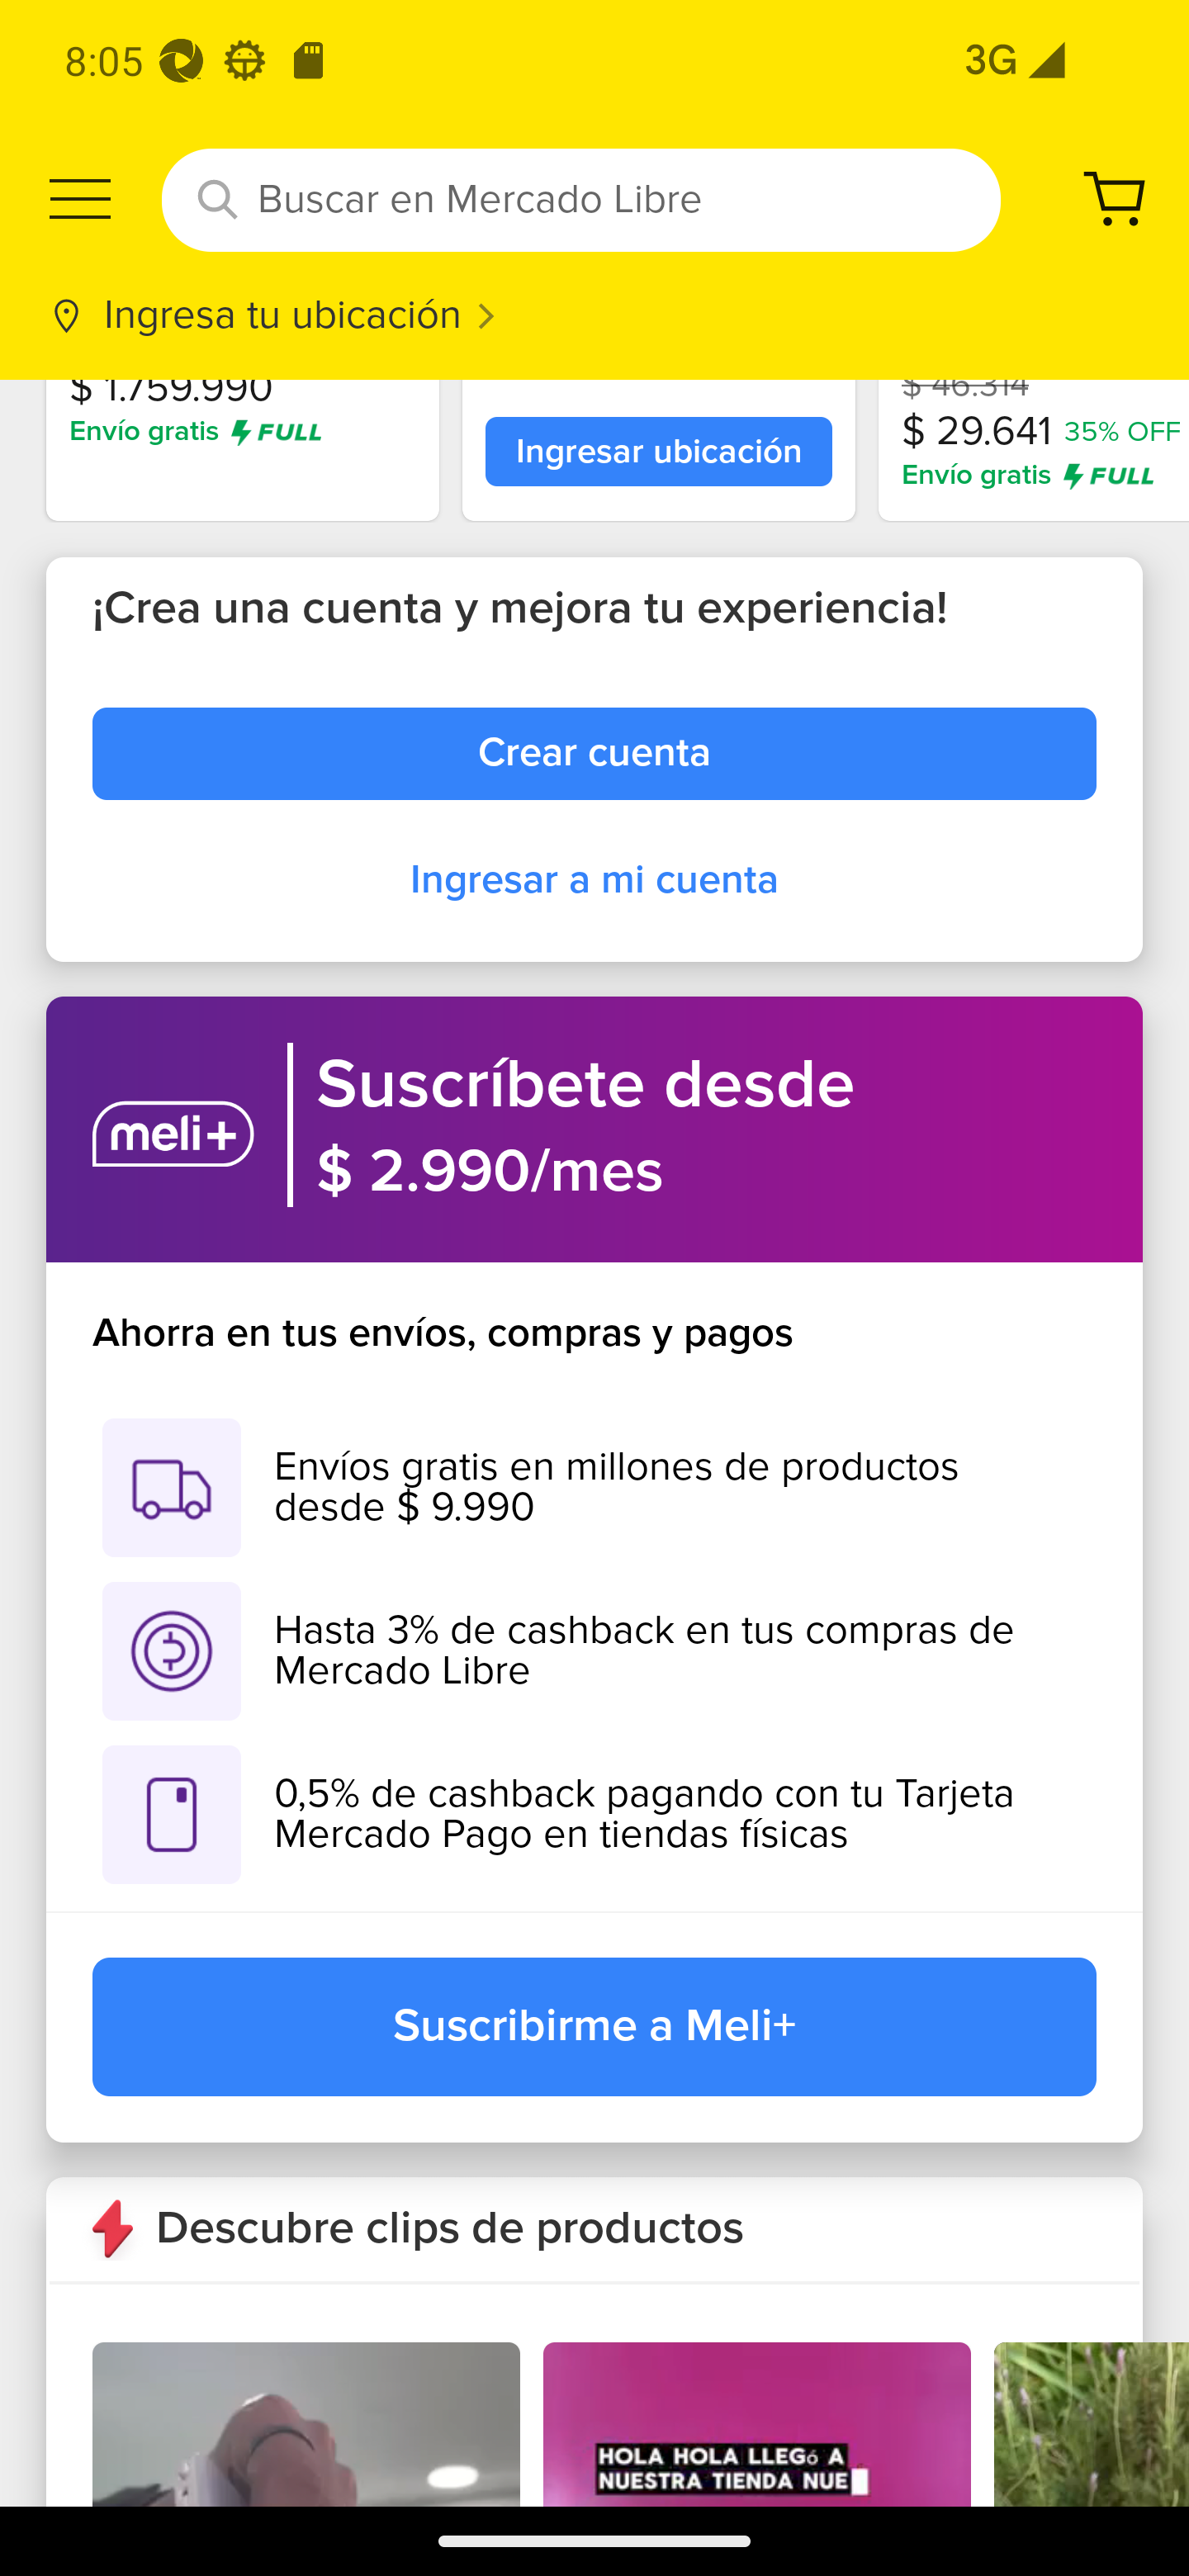 8:05
3G
Buscar en Mercado Libre
Ingresa tu ubicación
$ 1.759.990
Envío gratis FULL
Ingresar ubicación
$ 46.314
$ 29.641 35% OFF
Envío gratis FULL
¡Crea una cuenta y mejora tu experiencia!
Crear cuenta
Ingresar a mi cuenta
meli+
Suscríbete desde
$ 2.990/mes
Ahorra en tus envíos, compras y pagos
Envíos gratis en millones de productos
desde $ 9.990
Hasta 3% de cashback en tus compras de
Mercado Libre
0,5% de cashback pagando con tu Tarjeta
Mercado Pago en tiendas físicas
Suscribirme a Meli+
Descubre clips de productos
HOLA HOLA LLEGó A
NUESTRA TIENDA NUE